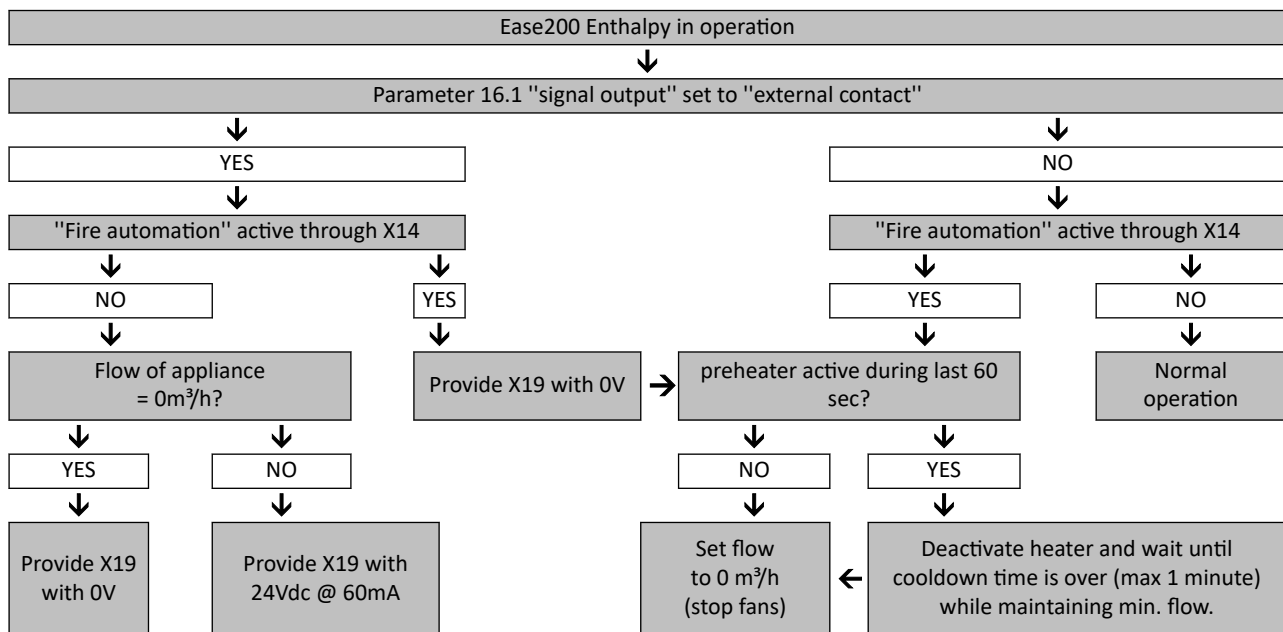 Ease200 Enthalpy in operation
Parameter 16.1 "signal output" set to "external contact"
YES
NO
"Fire automation" active through X14
"Fire automation" active through X14
NO
YES
YES
NO
Flow of appliance
= 0m³/h?
Provide X19 with 0V
preheater active during last 60
sec?
Normal
operation
YES
NO
NO
YES
Provide X19
with 0V
Provide X19 with
24Vdc @ 60mA
Set flow
to 0 m³/h
(stop fans)
Deactivate heater and wait until
cooldown time is over (max 1 minute)
while maintaining min. flow.